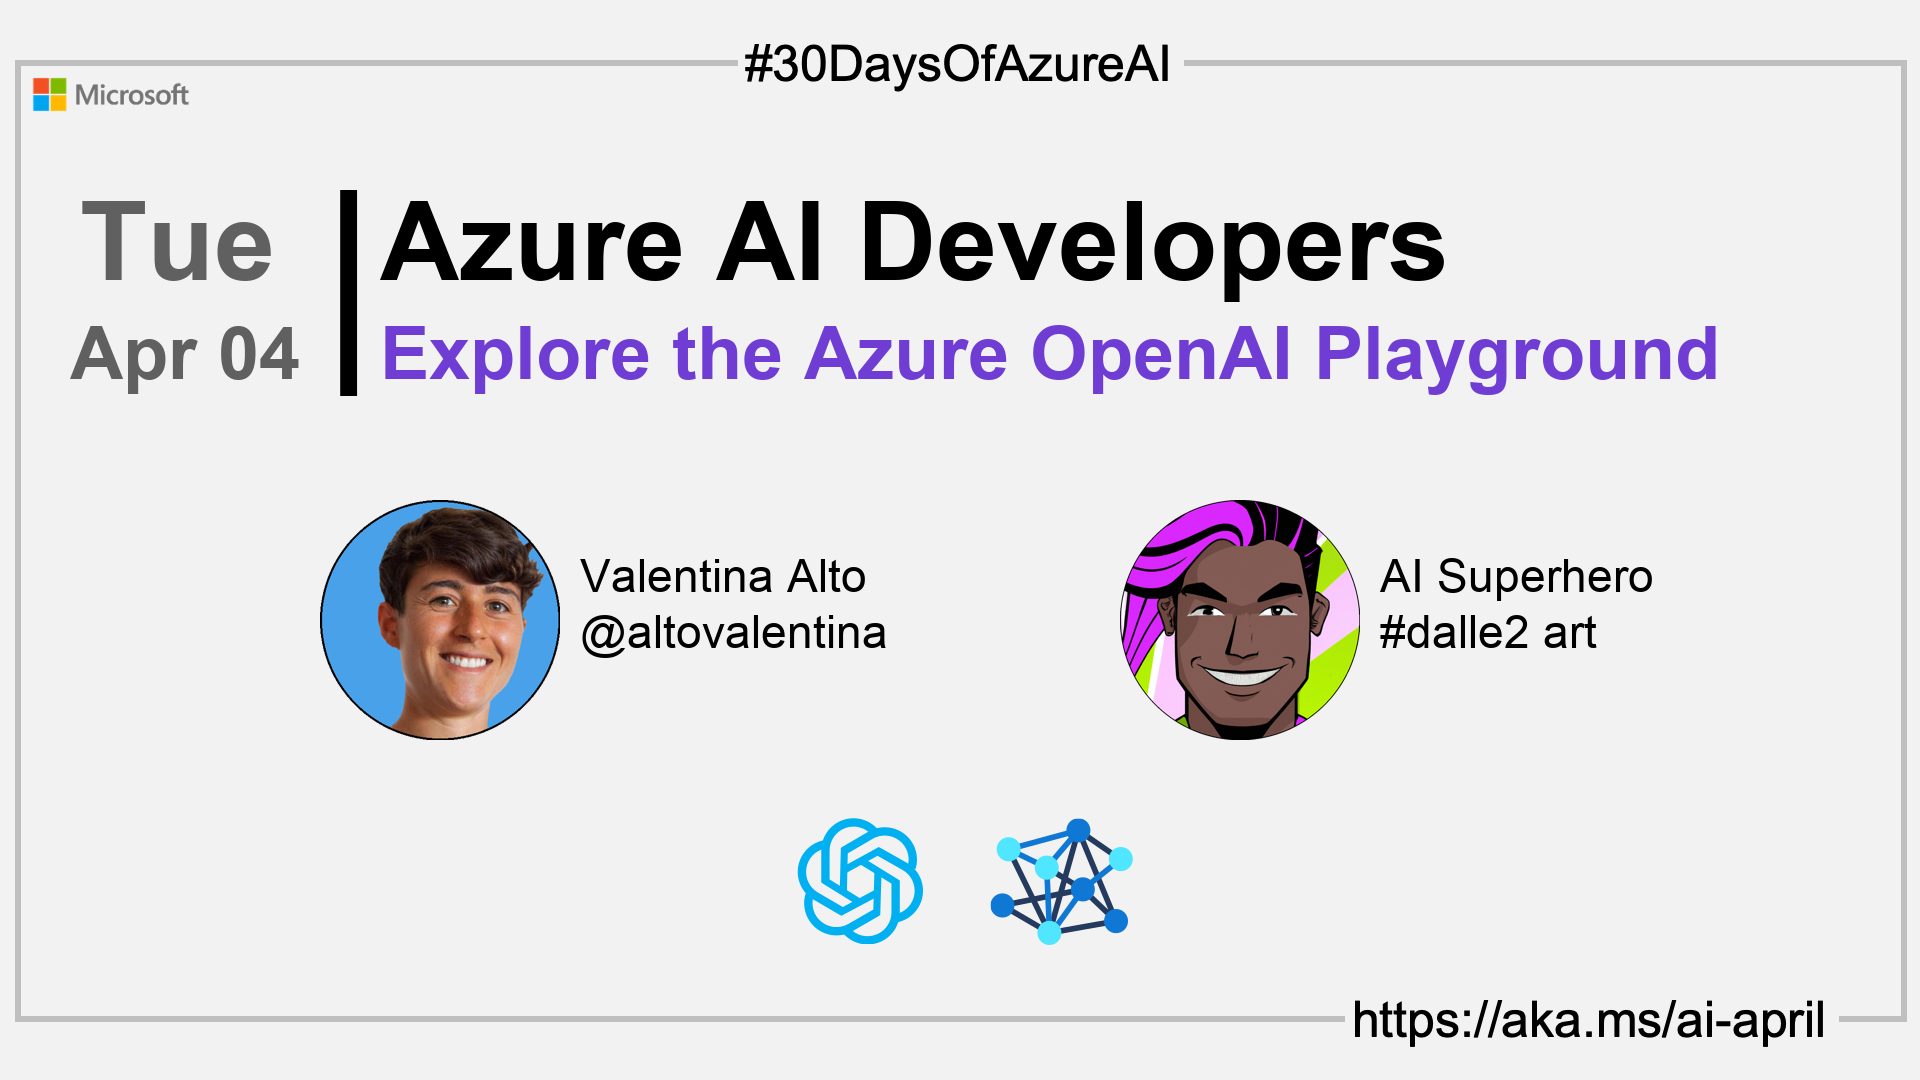 #30DaysOfAzureAI
Microsoft
Tue
Apr 04
Azure AI Developers
Explore the Azure OpenAI Playground
Valentina Alto
@altovalentina
AI Superhero
#dalle2 art
https://aka.ms/ai-april